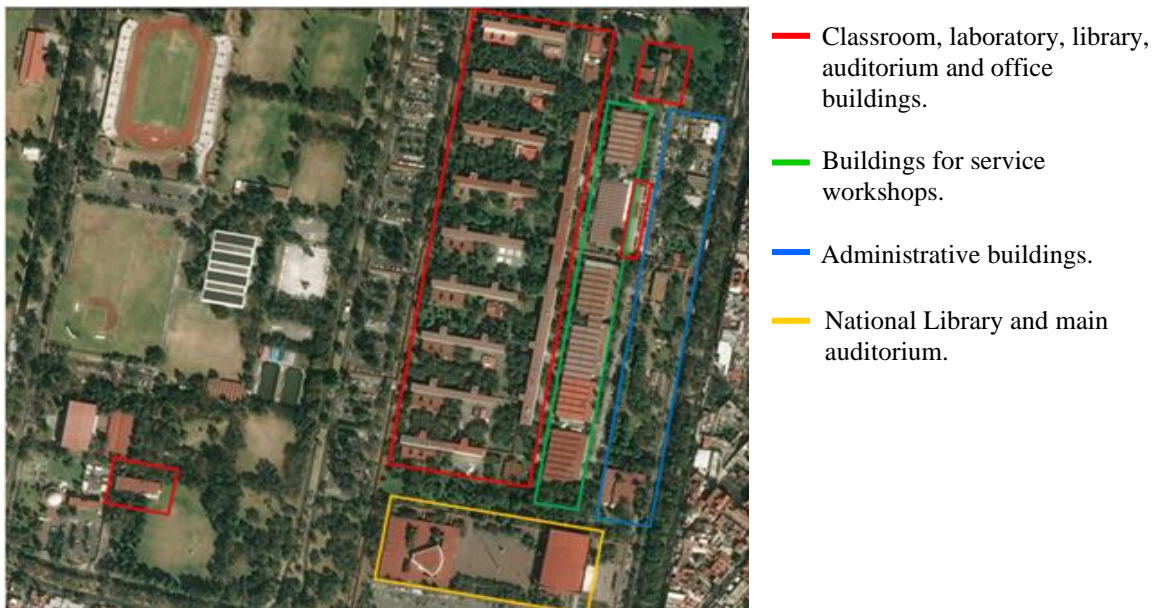 Classroom, laboratory, library,
auditorium and office
buildings.
Buildings for service
workshops.
Administrative buildings.
National Library and main
auditorium.